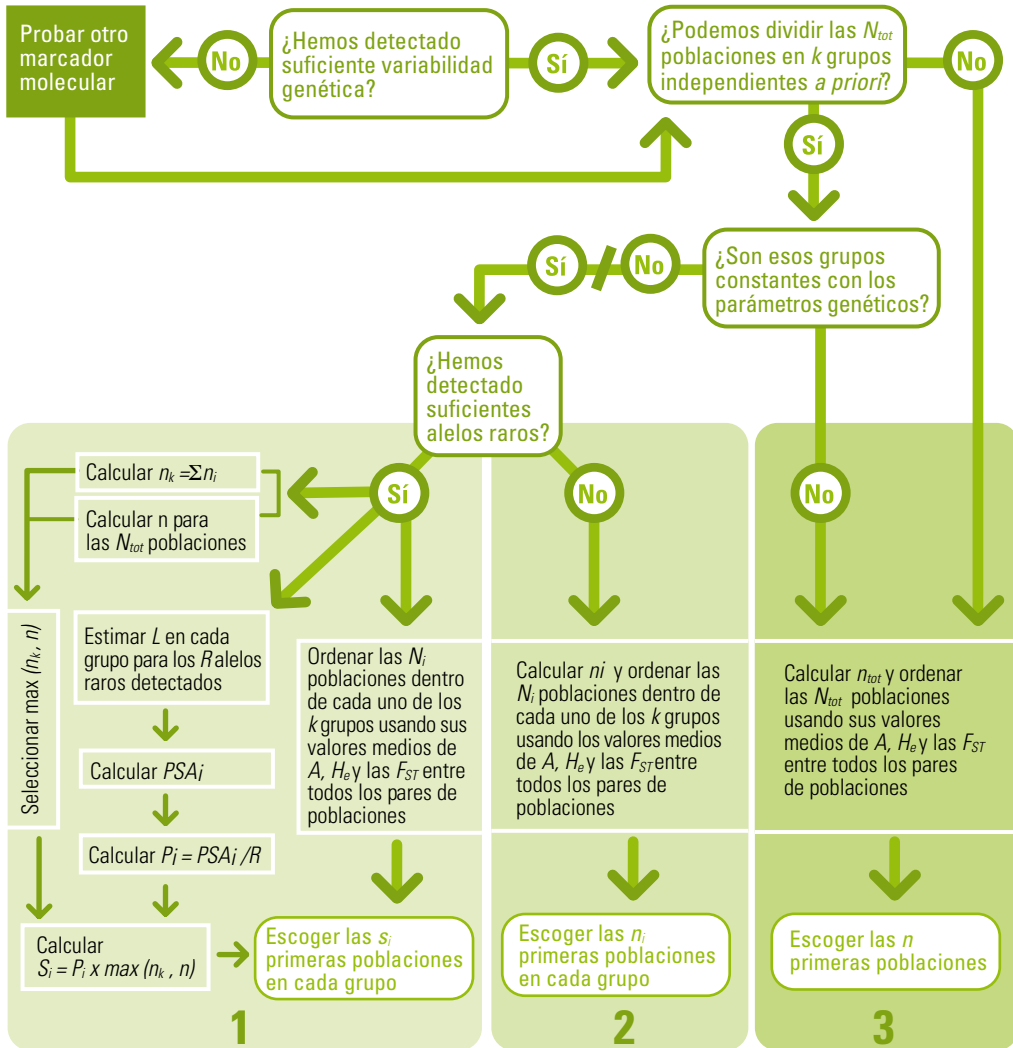 Probar otro
marcador
molecular
No
¿Hemos detectado
suficiente variabilidad
genética?
Sí
¿Podemos dividir las Ntot
poblaciones en k grupos
independientes a priori?
No
Sí
Sí
No
¿Son esos grupos
constantes con los
parámetros genéticos?
¿Hemos
detectado
suficientes
alelos raros?
Calcular nk =Σni
Calcular n para
las Ntot poblaciones
Sí
No
No
Seleccionar max (nk, n)
Estimar L en cada
grupo para los R alelos
raros detectados
Calcular PSAi
Calcular Pi = PSAi /R
Calcular
Si = Pi x max (nk , n)
Ordenar las Ni
poblaciones dentro
de cada uno de los
k grupos usando sus
valores medios de
A, He y las FST entre
todos los pares de
poblaciones
Escoger las si
primeras poblaciones
en cada grupo
1
Calcular ni y ordenar las
Ni poblaciones dentro de
cada uno de los k grupos
usando los valores medios
de A, He y las FST entre
todos los pares de
poblaciones
Escoger las ni
primeras poblaciones
en cada grupo
2
Calcular ntot y ordenar
las Ntot poblaciones
usando sus valores
medios de A, He y las FST
entre todos los pares
de poblaciones
Escoger las n
primeras poblaciones
3